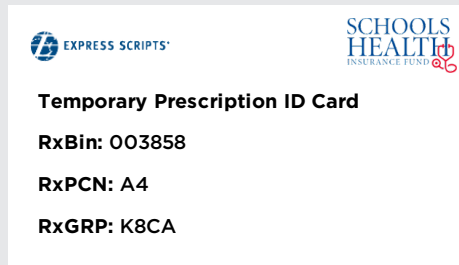 EXPRESS SCRIPTS®
SCHOOLS
HEALTH
INSURANCE FUND
Temporary Prescription ID Card
RxBin: 003858
RxPCN: A4
RxGRP: K8CA